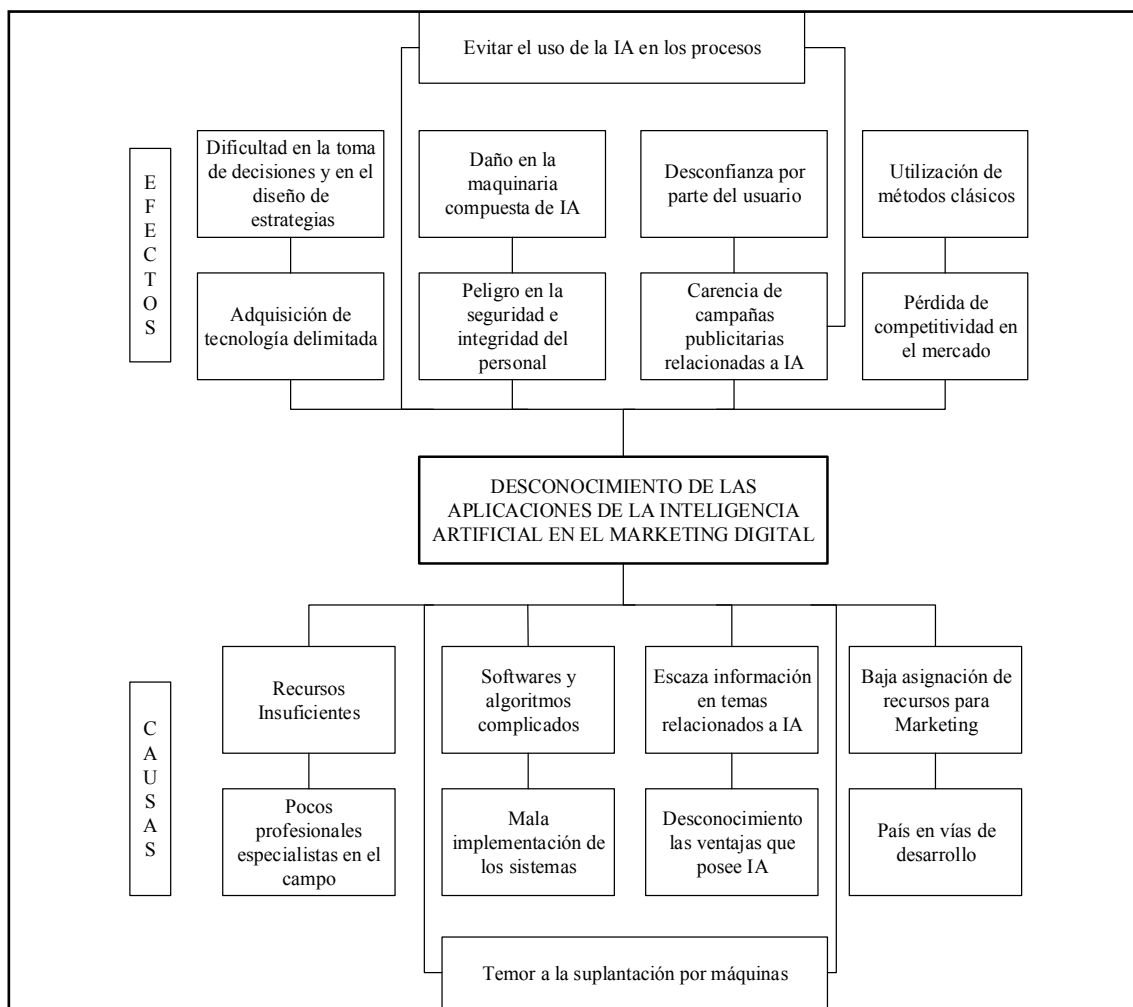 Evitar el uso de la IA en los procesos
E
F
E
C
T
O
S
Dificultad en la toma
de decisiones y en el
diseño de
estrategias
Daño en la
maquinaria
compuesta de IA
Desconfianza por
parte del usuario
Utilización de
métodos clásicos
Adquisición de
tecnología delimitada
Peligro en la
seguridad e
integridad del
personal
Carencia de
campañas
publicitarias
relacionadas a IA
Pérdida de
competitividad en
el mercado
DESCONOCIMIENTO DE LAS
APLICACIONES DE LA INTELIGENCIA
ARTIFICIAL EN EL MARKETING DIGITAL
C
A
U
S
A
S
Recursos
Insuficientes
Softwares y
algoritmos
complicados
Escaza información
en temas
relacionados a IA
Baja asignación de
recursos para
Marketing
Pocos
profesionales
especialistas en el
campo
Mala
implementación de
los sistemas
Desconocimiento
las ventajas que
posee IA
País en vías de
desarrollo
Temor a la suplantación por máquinas